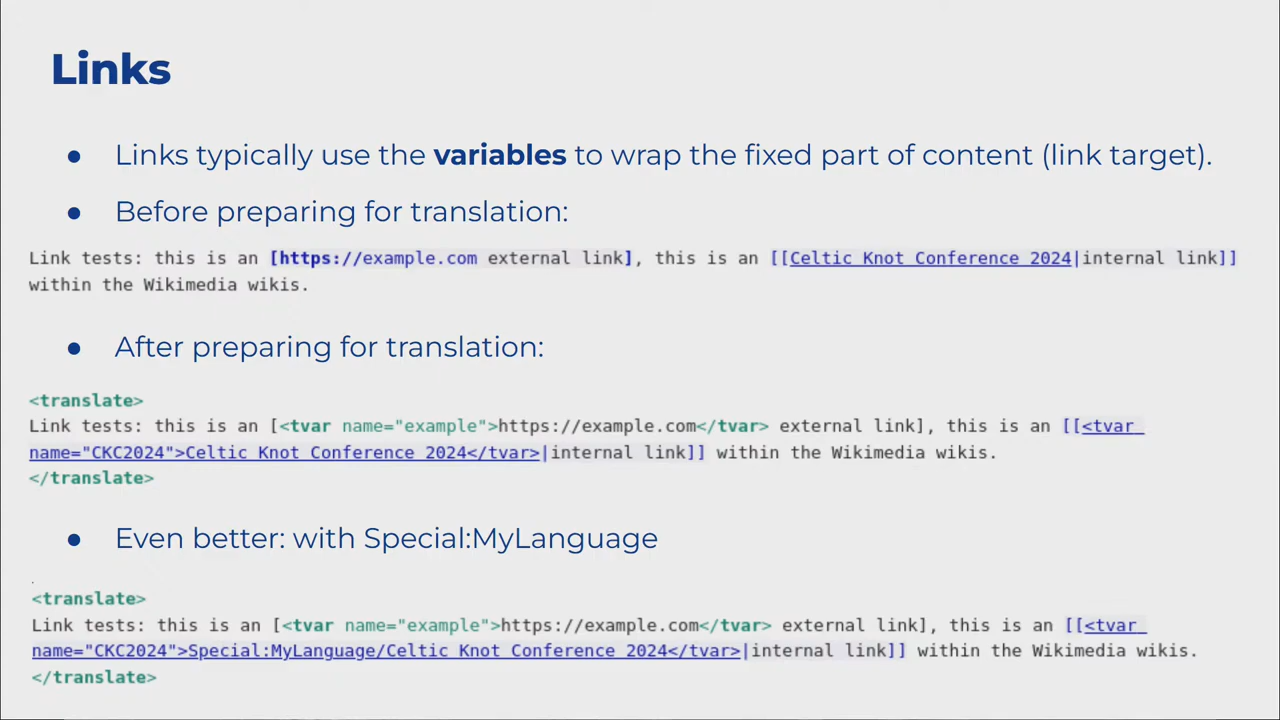 Links
● Links typically use the variables to wrap the fixed part of content (link target).
● Before preparing for translation:
Link tests: this is an [https://example.com external link], this is an [[Celtic Knot Conference 2024|internal link]]
within the Wikimedia wikis.
● After preparing for translation:
<translate>
Link tests: this is an [<tvar name="example">https://example.com</tvar> external link], this is an [[<tvar
name="CKC2024">Celtic Knot Conference 2024</tvar>|internal link]] within the Wikimedia wikis.
</translate>
● Even better: with Special:MyLanguage
<translate>
Link tests: this is an [<tvar name="example">https://example.com</tvar> external link], this is an [[<tvar
name="CKC2024">Special:MyLanguage/Celtic Knot Conference 2024</tvar>|internal link]] within the Wikimedia wikis.
</translate>